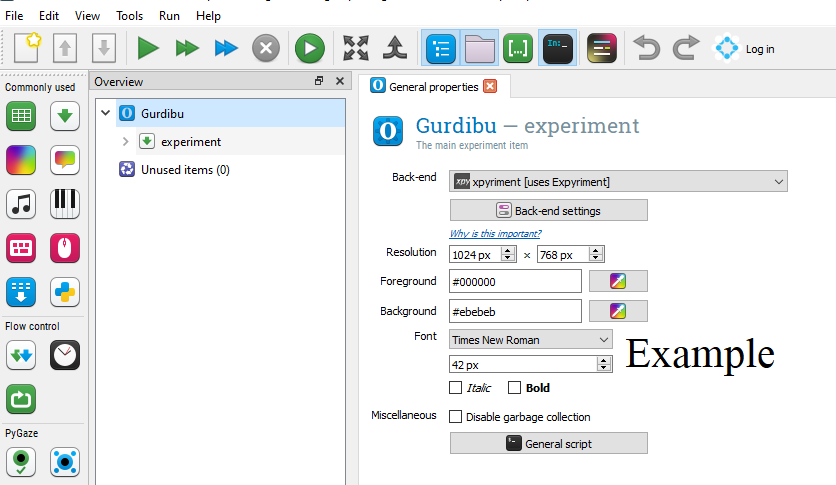 File Edit View Tools Run Help
Log in
Commonly used
Overview
Gurdibu
experiment
Unused items (0)
Flow control
PyGaze
General properties
Gurdibu – experiment
The main experiment item
Back-end
xpy xpyriment [uses Expyriment]
Back-end settings
Why is this important?
Resolution 1024 px × 768 px
Foreground #000000
Background #ebebeb
Font Times New Roman
42 px
Example
Italic Bold
Miscellaneous Disable garbage collection
General script